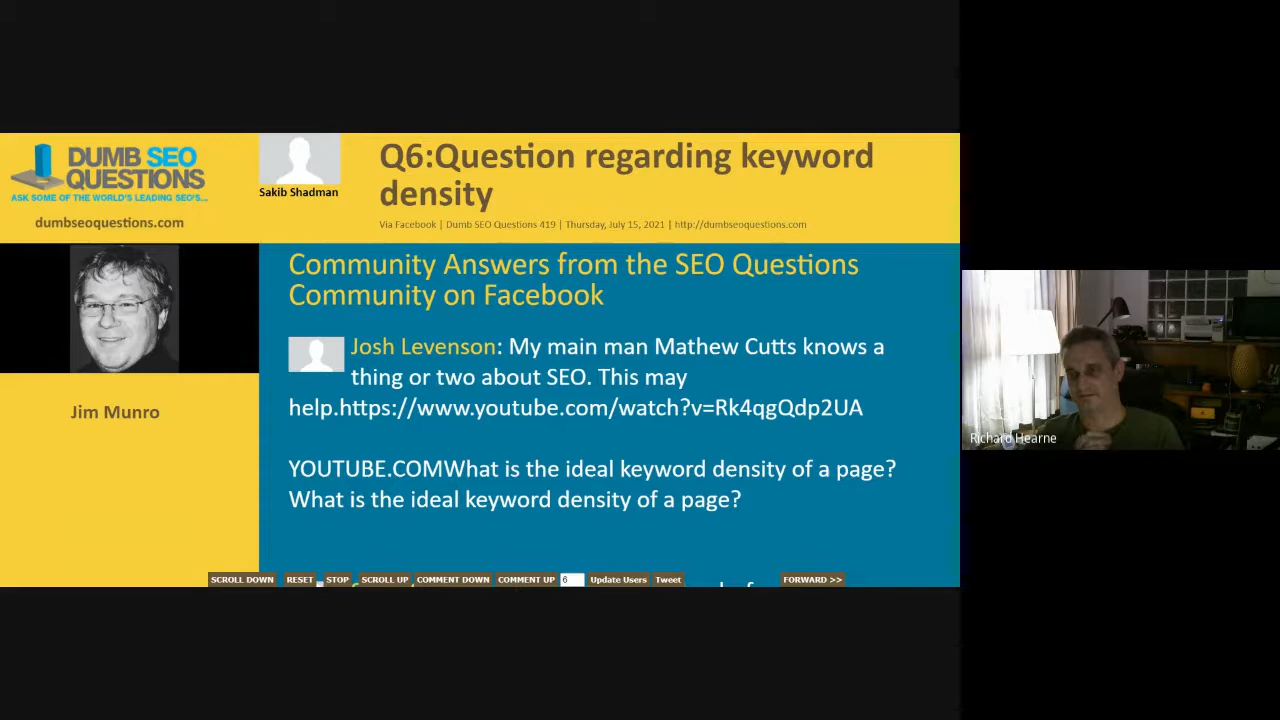 DUMB SEO
QUESTIONS
ASK SOME OF THE WORLD'S LEADING SEO'S...
dumbseoquestions.com
Sakib Shadman
Q6:Question regarding keyword
density
Via Facebook | Dumb SEO Questions 419 | Thursday, July 15, 2021 | http://dumbseoquestions.com
Jim Munro
Community Answers from the SEO Questions
Community on Facebook
Josh Levenson: My main man Mathew Cutts knows a
thing or two about SEO. This may
help.https://www.youtube.com/watch?v=Rk4qgQdp2UA
YOUTUBE.COMWhat is the ideal keyword density of a page?
What is the ideal keyword density of a page?
SCROLL DOWN RESET STOP SCROLL UP COMMENT DOWN COMMENT UP 6 Update Users Tweet FORWARD >>
Richard Hearne